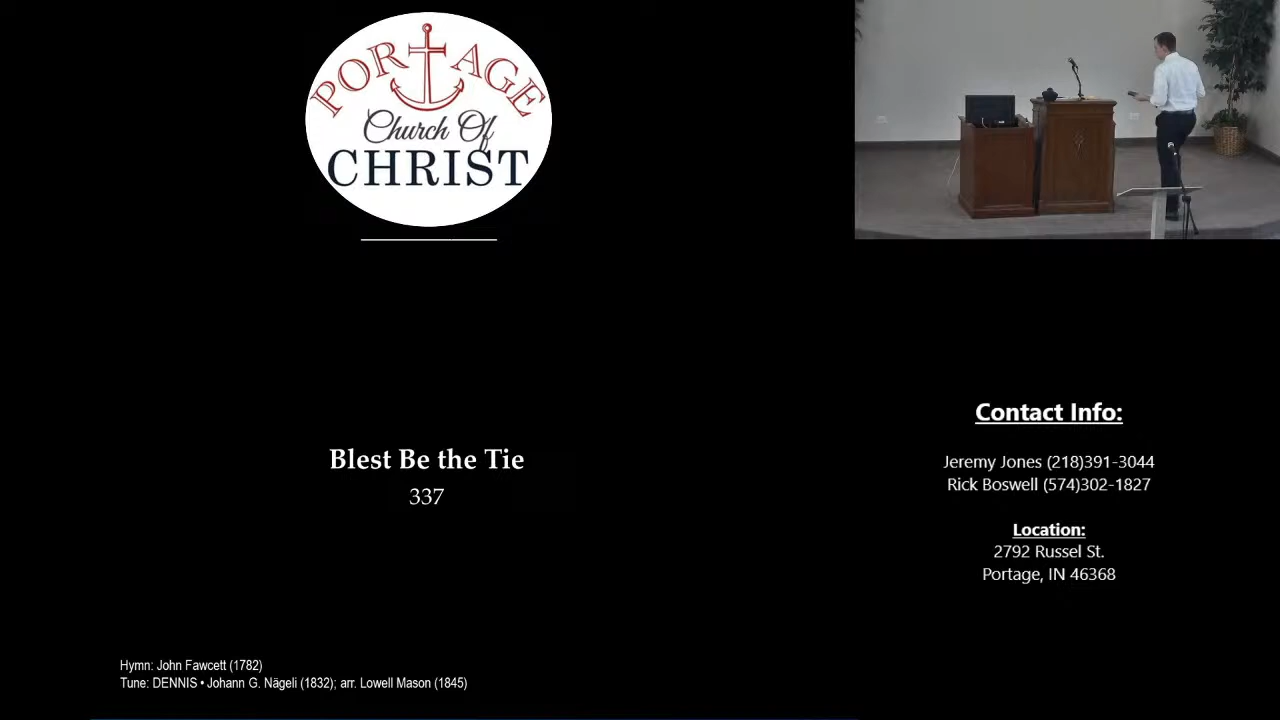 PORTAGE
Church Of
CHRIST
Blest Be the Tie
337
Contact Info:
Jeremy Jones (218)391-3044
Rick Boswell (574)302-1827
Location:
2792 Russel St.
Portage, IN 46368
Hymn: John Fawcett (1782)
Tune: DENNIS • Johann G. Nägeli (1832); arr. Lowell Mason (1845)